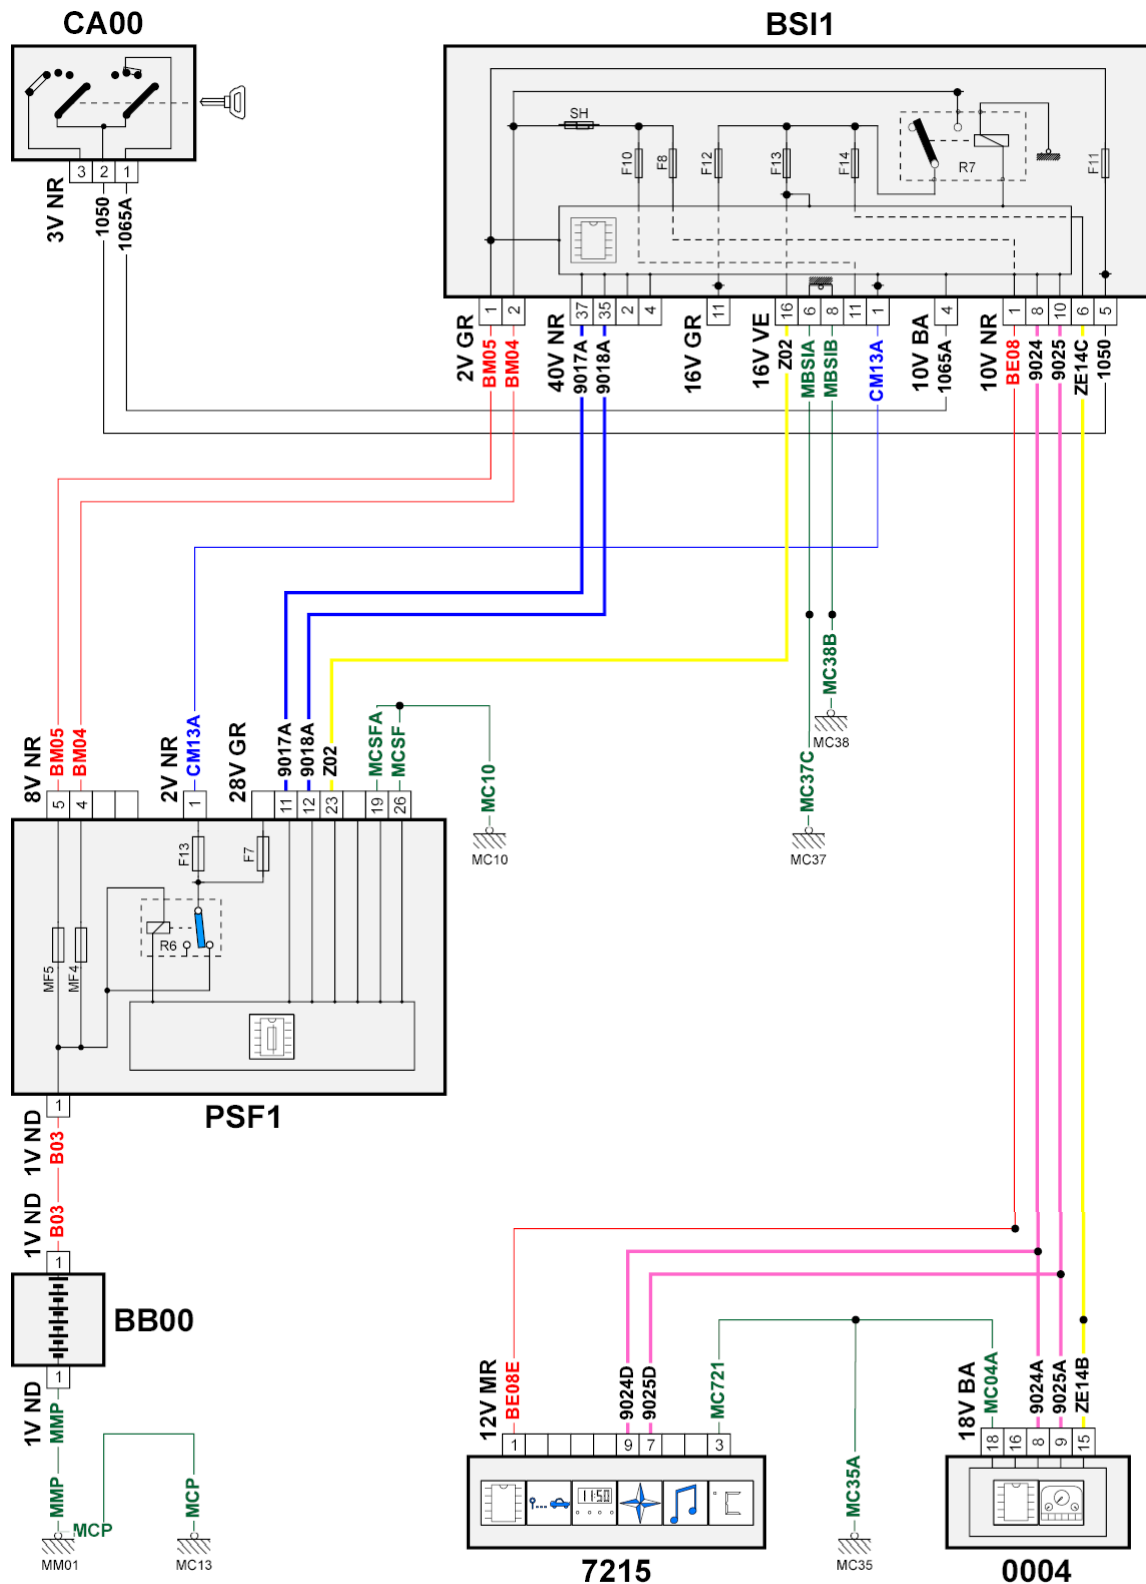 CA00
BSI1
SH
F10
F8
F12
F13
F14
R7
F11
3 2 1
3V NR
1050
1065A
1 2
37 35 2 4
11
16 6 8 11 1
4
1 8 10 6 5
2V GR
BM05
BM04
40V NR
9017A
9018A
16V GR
16V VE
Z02
MBSIA
MBSIB
CM13A
10V BA
1065A
10V NR
BE08
9024
9025
ZE14C
1050
MC38B
MC38
8V NR
BM05
BM04
2V NR
CM13A
28V GR
9017A
9018A
Z02
MCSFA
MCSF
MC10
MC10
MC37C
MC37
5 4
1
11 12 23 19 26
F13
F7
R6
MF5
MF4
1
PSF1
1V ND
B03
1V ND
B03
1
BB00
1
1V ND
MMP
MMP
MCP
MCP
MM01
MC13
12V MR
BE08E
9024D
9025D
MC721
18V BA
MC04A
9024A
9025A
ZE14B
1 9 7 3
18 16 8 9 15
11:50
MC35A
MC35
7215
0004